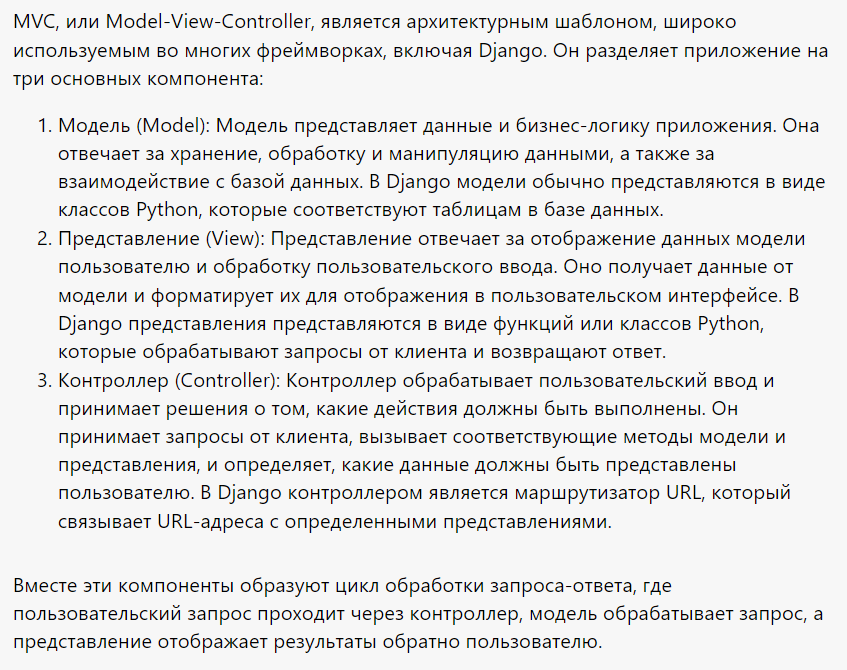 MVC, или Model-View-Controller, является архитектурным шаблоном, широко
используемым во многих фреймворках, включая Django. Он разделяет приложение на
три основных компонента:
1. Модель (Model): Модель представляет данные и бизнес-логику приложения. Она
отвечает за хранение, обработку и манипуляцию данными, а также за
взаимодействие с базой данных. В Django модели обычно представляются в виде
классов Python, которые соответствуют таблицам в базе данных.
2. Представление (View): Представление отвечает за отображение данных модели
пользователю и обработку пользовательского ввода. Оно получает данные от
модели и форматирует их для отображения в пользовательском интерфейсе. В
Django представления представляются в виде функций или классов Python,
которые обрабатывают запросы от клиента и возвращают ответ.
3. Контроллер (Controller): Контроллер обрабатывает пользовательский ввод и
принимает решения о том, какие действия должны быть выполнены. Он
принимает запросы от клиента, вызывает соответствующие методы модели и
представления, и определяет, какие данные должны быть представлены
пользователю. В Django контроллером является маршрутизатор URL, который
связывает URL-адреса с определенными представлениями.
Вместе эти компоненты образуют цикл обработки запроса-ответа, где
пользовательский запрос проходит через контроллер, модель обрабатывает запрос, а
представление отображает результаты обратно пользователю.